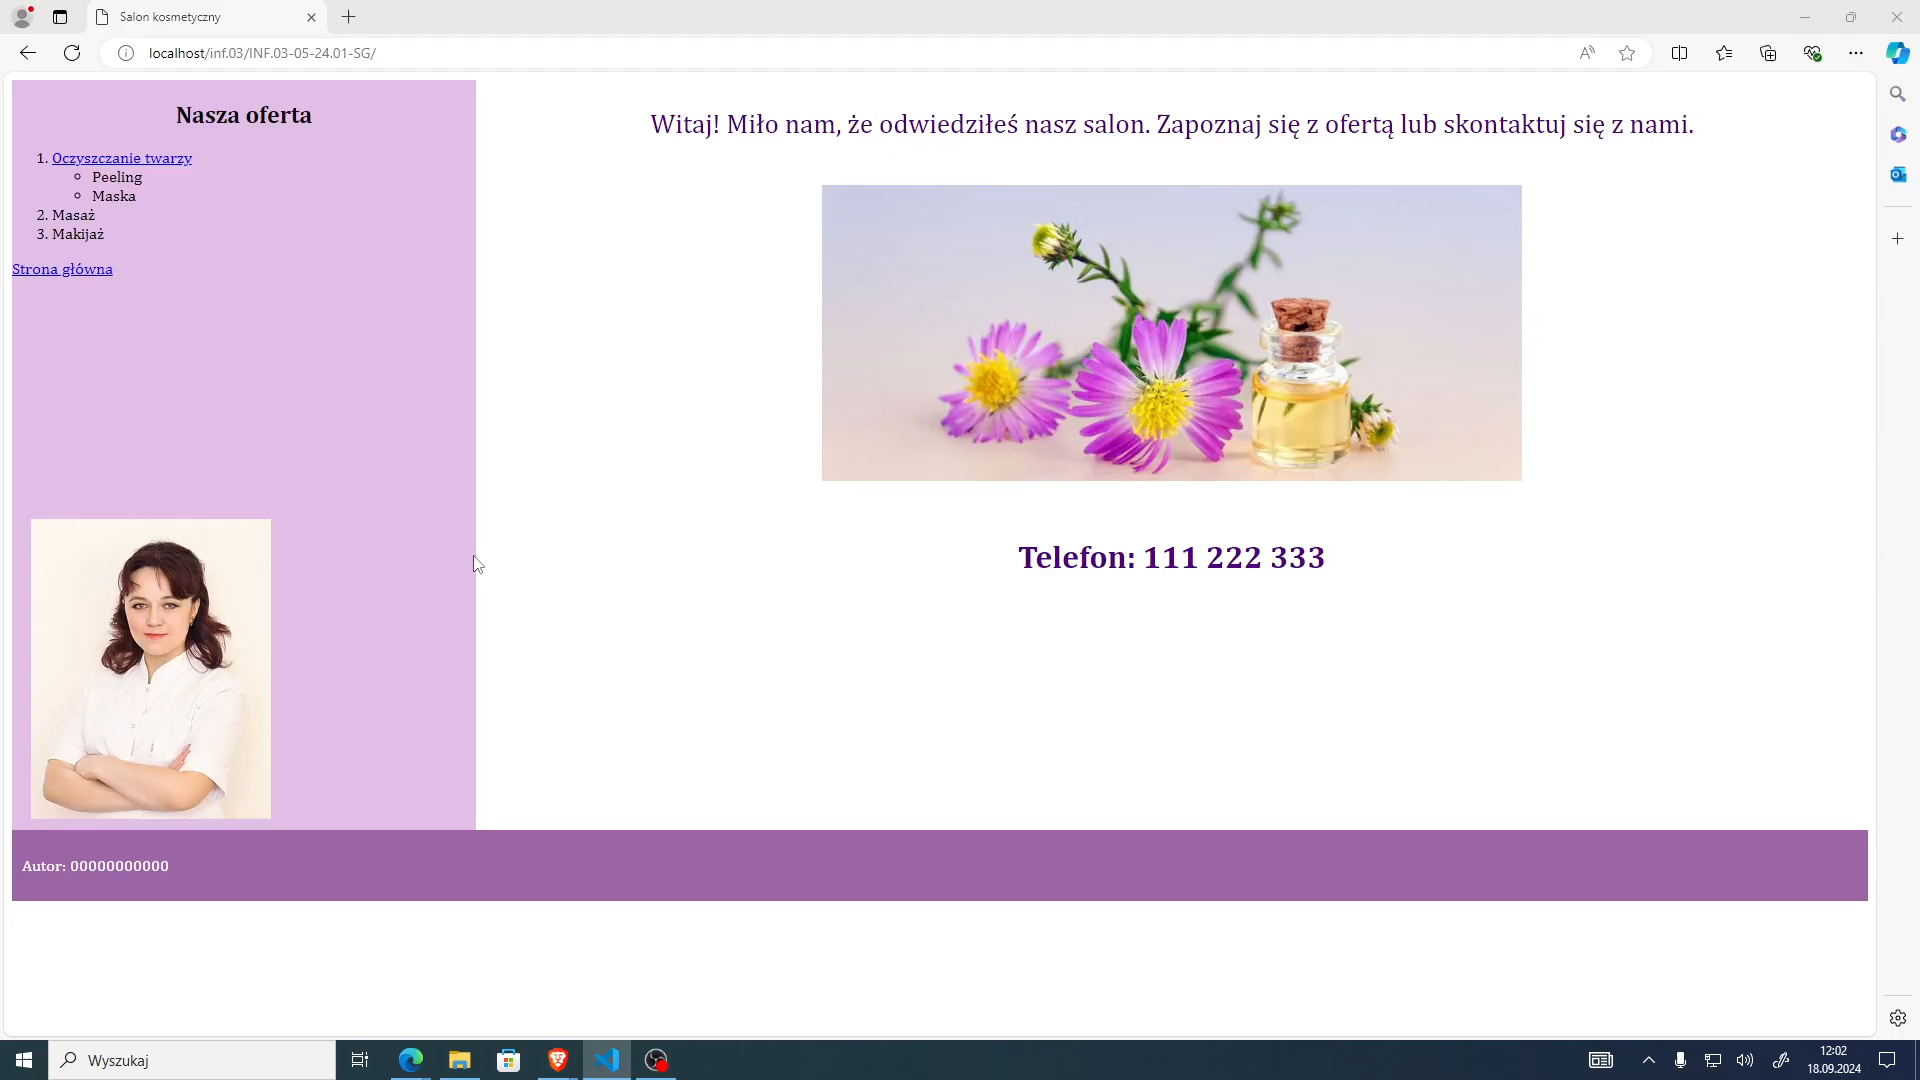 Salon kosmetyczny
localhost/inf.03/INF.03-05-24.01-SG/
Nasza oferta
1. Oczyszczanie twarzy
Peeling
Maska
2. Masaż
3. Makijaż
Strona główna
Witaj! Miło nam, że odwiedziłeś nasz salon. Zapoznaj się z ofertą lub skontaktuj się z nami.
Telefon: 111 222 333
Autor: 00000000000
Wyszukaj
12:02
18.09.2024